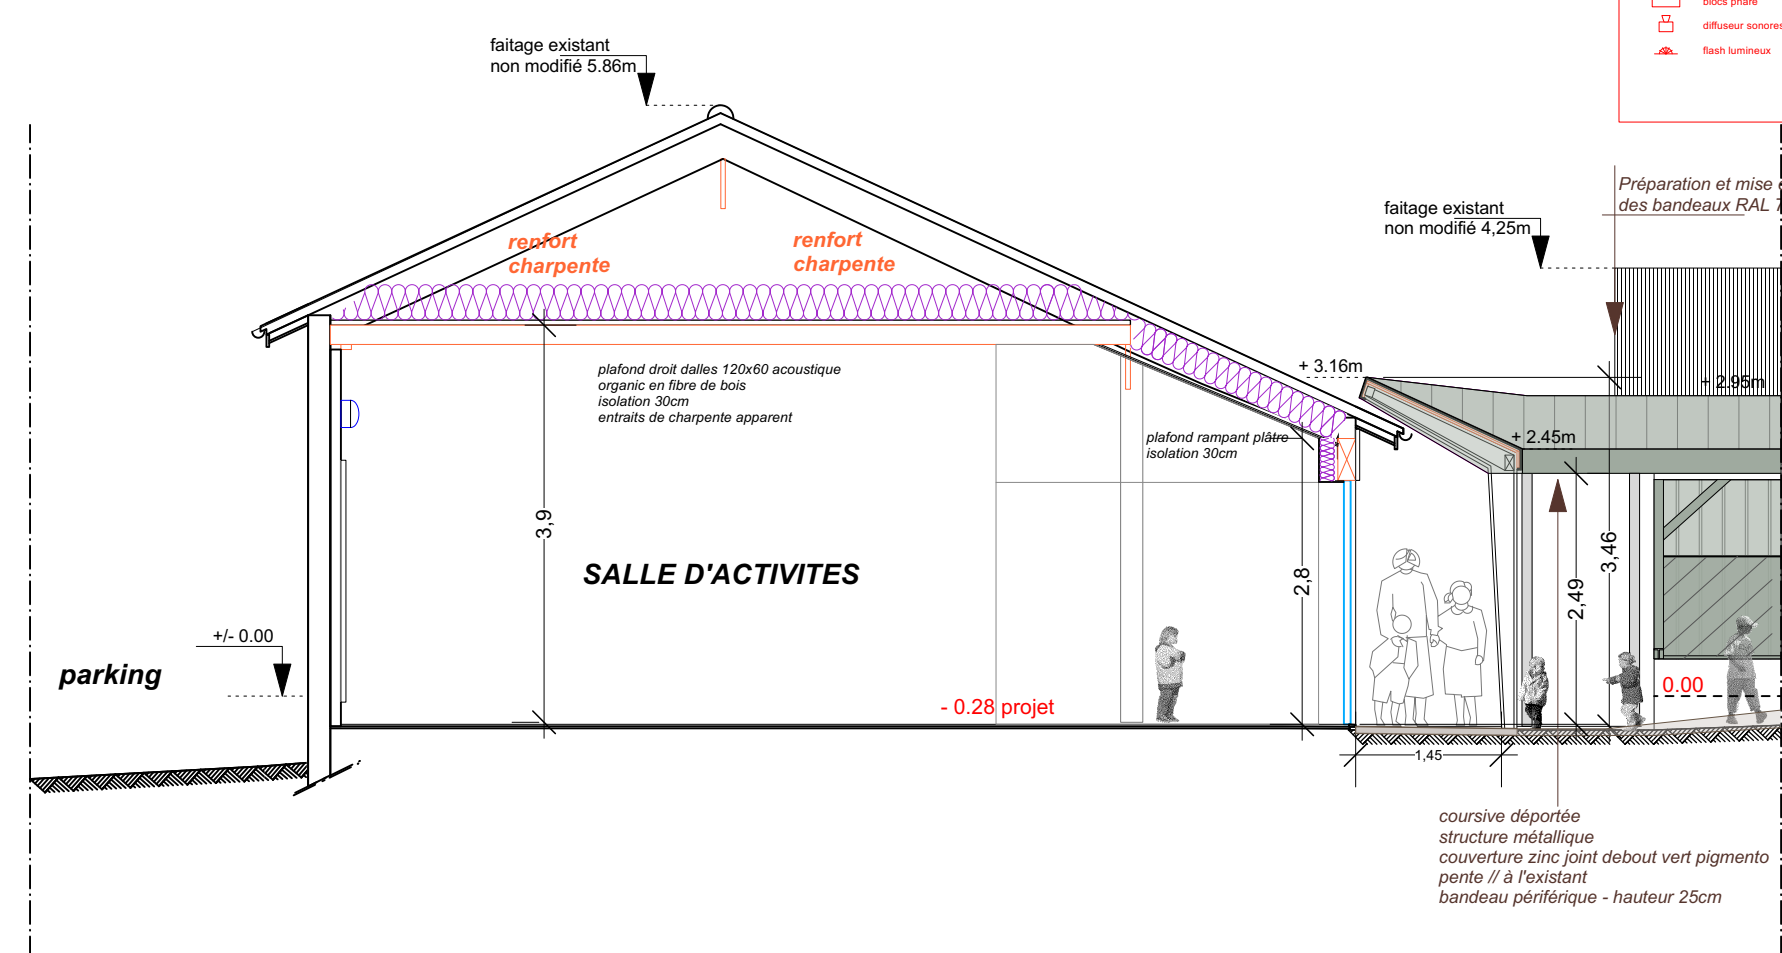 blocs phare
diffuseur sonores
flash lumineux
faitage existant
non modifié 5.86m
Préparation et mise
des bandeaux RAL
faitage existant
non modifié 4,25m
renfort
charpente
renfort
charpente
plafond droit dalles 120x60 acoustique
organic en fibre de bois
isolation 30cm
entraits de charpente apparent
+ 3.16m
+ 2.95m
plafond rampant plâtre
isolation 30cm
+ 2.45m
3,9
SALLE D'ACTIVITES
2,8
2,49
3,46
+/- 0.00
parking
- 0.28 projet
0.00
1,45
coursive déportée
structure métallique
couverture zinc joint debout vert pigmento
pente // à l'existant
bandeau périférique - hauteur 25cm